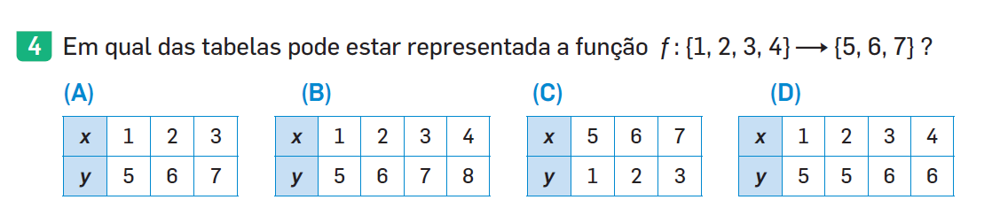 4 Em qual das tabelas pode estar representada a função f : {1, 2, 3, 4} ⟶ {5, 6, 7} ?
(A) (B) (C) (D)
x 1 2 3 x 1 2 3 4 x 5 6 7 x 1 2 3 4
y 5 6 7 y 5 6 7 8 y 1 2 3 y 5 5 6 6